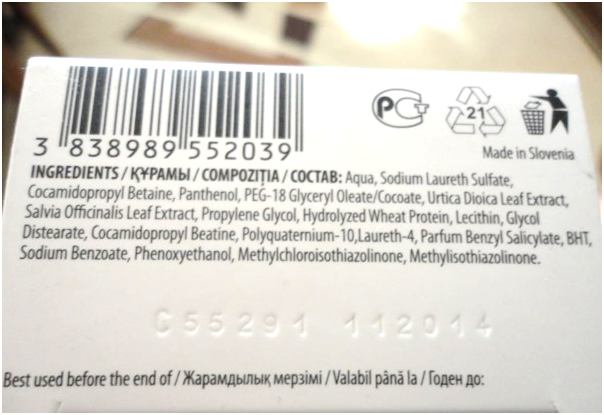 PCT
21
3 838989 552039
Made in Slovenia
INGREDIENTS / ҚҰРАМЫ / COMPOZIȚIA / СОСТАВ: Aqua, Sodium Laureth Sulfate,
Cocamidopropyl Betaine, Panthenol, PEG-18 Glyceryl Oleate/Cocoate, Urtica Dioica Leaf Extract,
Salvia Officinalis Leaf Extract, Propylene Glycol, Hydrolyzed Wheat Protein, Lecithin, Glycol
Distearate, Cocamidopropyl Beatine, Polyquaternium-10,Laureth-4, Parfum Benzyl Salicylate, BHT,
Sodium Benzoate, Phenoxyethanol, Methylchloroisothiazolinone, Methylisothiazolinone.
C55291 112014
Best used before the end of / Жарамдылық мерзімі / Valabil până la / Годен до: